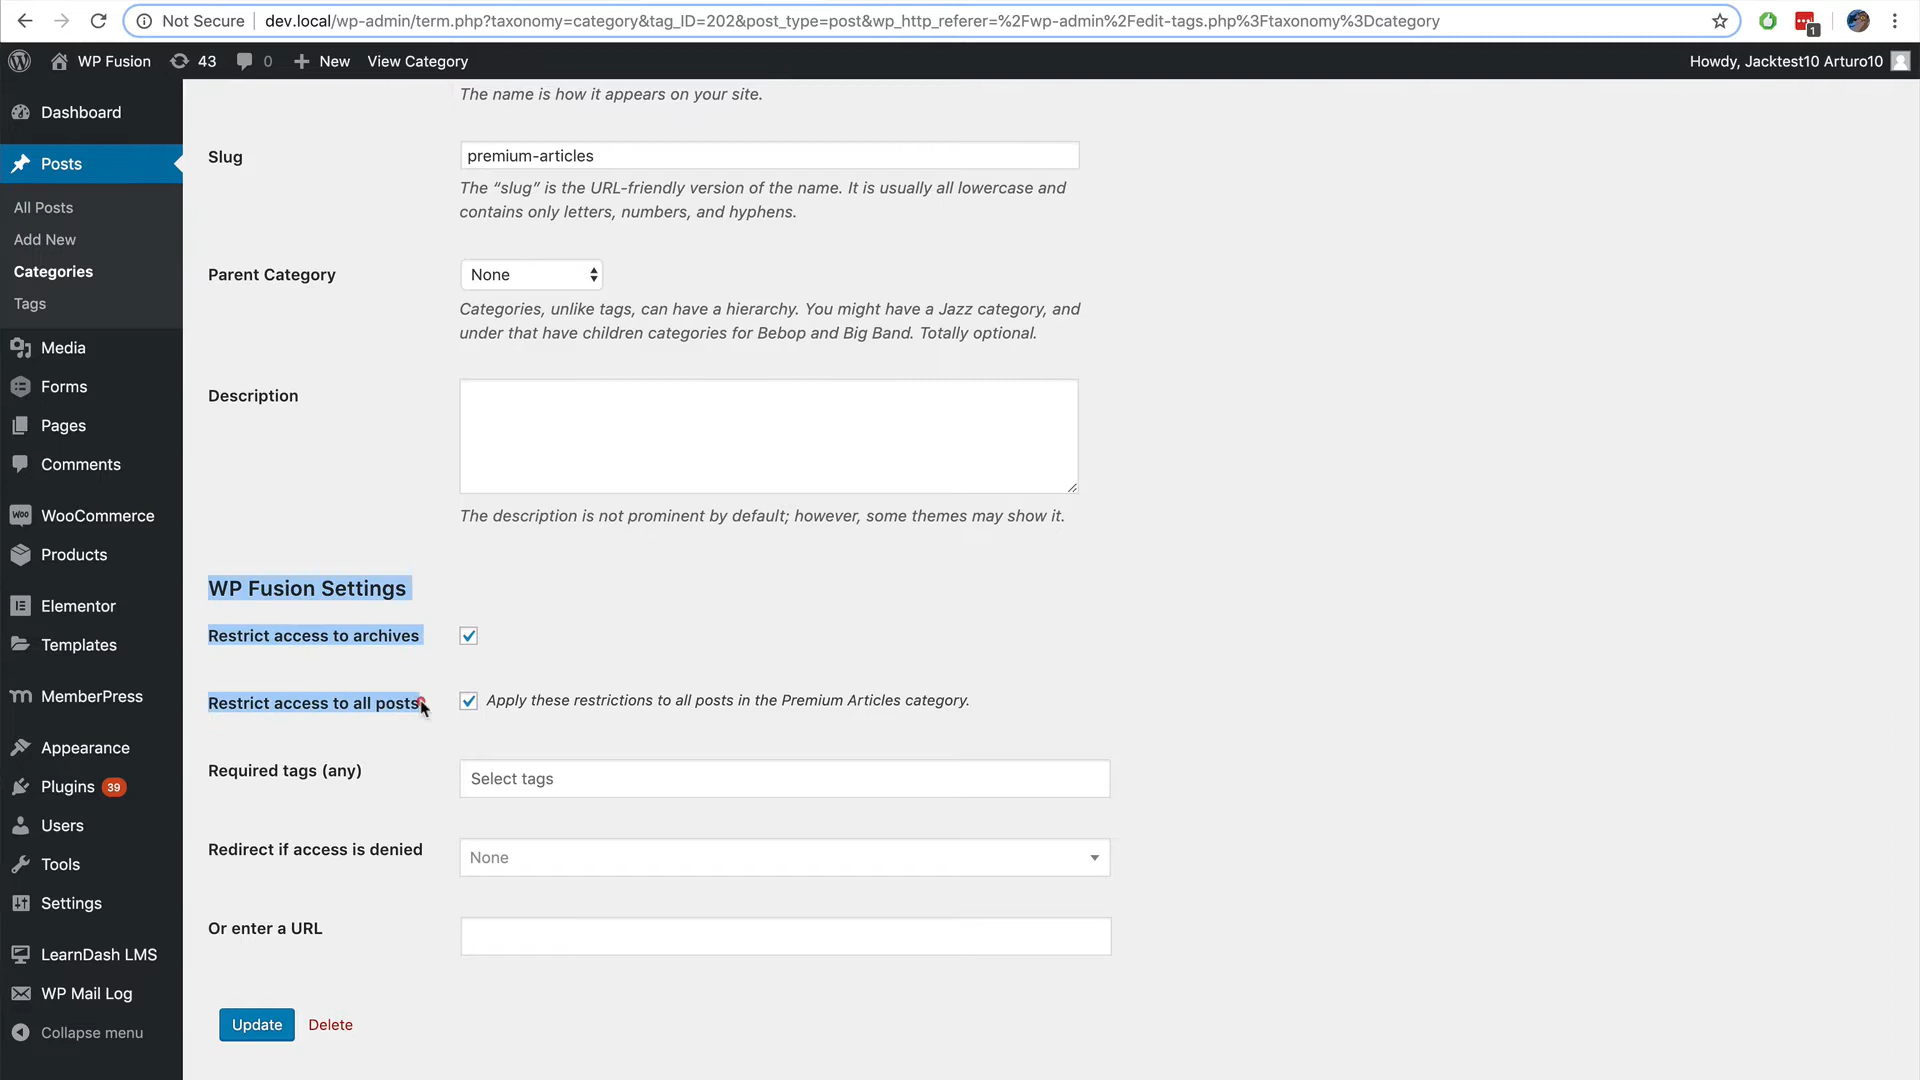 Not Secure
dev.local/wp-admin/term.php?taxonomy=category&tag_ID=202&post_type=post&wp_http_referer=%2Fwp-admin%2Fedit-tags.php%3Ftaxonomy%3Dcategory
1
WP Fusion
43
0
New
View Category
Howdy, Jacktest10 Arturo10
Dashboard
Posts
All Posts
Add New
Categories
Tags
Media
Forms
Pages
Comments
WooCommerce
Products
Elementor
Templates
MemberPress
Appearance
Plugins 39
Users
Tools
Settings
LearnDash LMS
WP Mail Log
Collapse menu
The name is how it appears on your site.
Slug
premium-articles
The “slug” is the URL-friendly version of the name. It is usually all lowercase and
contains only letters, numbers, and hyphens.
Parent Category
None
Categories, unlike tags, can have a hierarchy. You might have a Jazz category, and
under that have children categories for Bebop and Big Band. Totally optional.
Description
The description is not prominent by default; however, some themes may show it.
WP Fusion Settings
Restrict access to archives
Restrict access to all posts
Apply these restrictions to all posts in the Premium Articles category.
Required tags (any)
Select tags
Redirect if access is denied
None
Or enter a URL
Update
Delete